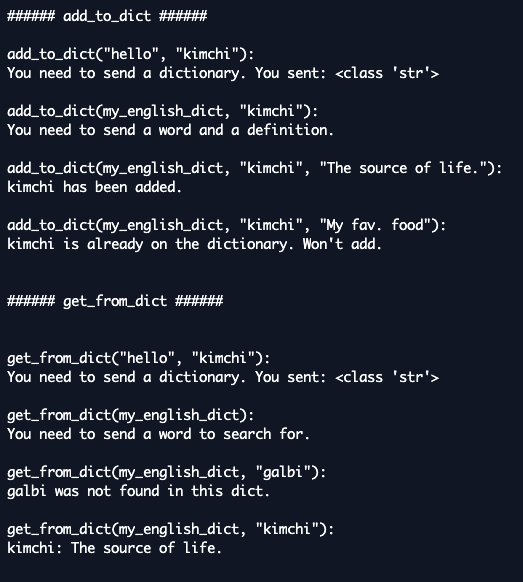 ###### add_to_dict ######
add_to_dict("hello", "kimchi"):
You need to send a dictionary. You sent: <class 'str'>
add_to_dict(my_english_dict, "kimchi"):
You need to send a word and a definition.
add_to_dict(my_english_dict, "kimchi", "The source of life."):
kimchi has been added.
add_to_dict(my_english_dict, "kimchi", "My fav. food"):
kimchi is already on the dictionary. Won't add.
###### get_from_dict ######
get_from_dict("hello", "kimchi"):
You need to send a dictionary. You sent: <class 'str'>
get_from_dict(my_english_dict):
You need to send a word to search for.
get_from_dict(my_english_dict, "galbi"):
galbi was not found in this dict.
get_from_dict(my_english_dict, "kimchi"):
kimchi: The source of life.